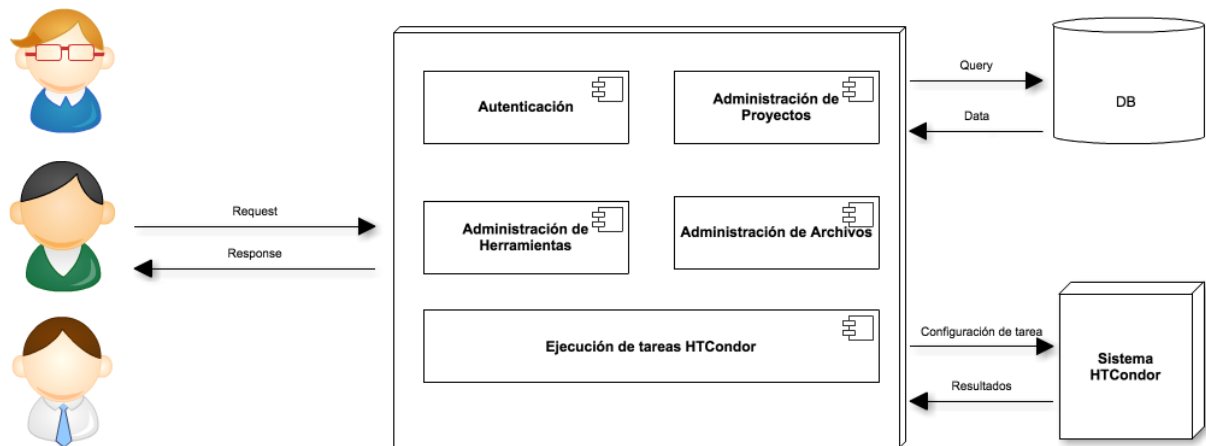 Autenticación
Administración de
Proyectos
Query
DB
Data
Request
Response
Administración de
Herramientas
Administración de Archivos
Ejecución de tareas HTCondor
Configuración de tarea
Resultados
Sistema
HTCondor